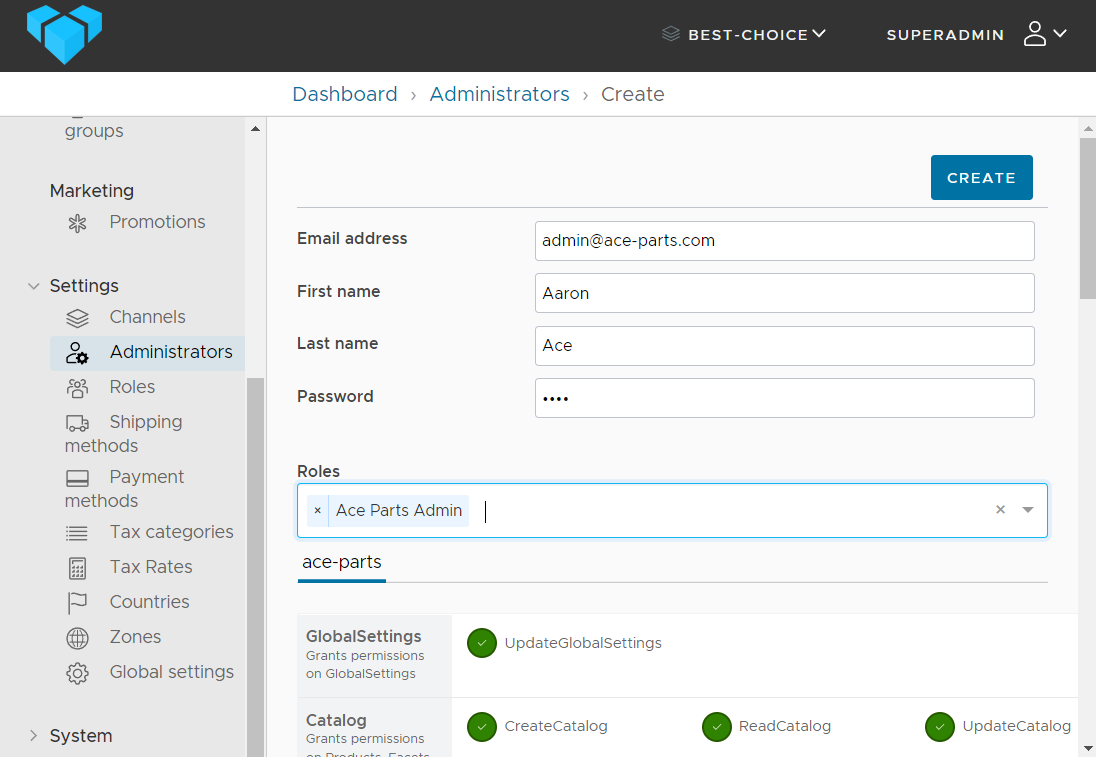 BEST-CHOICE
SUPERADMIN
Dashboard › Administrators › Create
groups
Marketing
Promotions
Settings
Channels
Administrators
Roles
Shipping
methods
Payment
methods
Tax categories
Tax Rates
Countries
Zones
Global settings
System
CREATE
Email address
admin@ace-parts.com
First name
Aaron
Last name
Ace
Password
••••
Roles
× Ace Parts Admin
ace-parts
GlobalSettings
Grants permissions
on GlobalSettings
UpdateGlobalSettings
Catalog
Grants permissions
on Products, Facets
CreateCatalog
ReadCatalog
UpdateCatalog